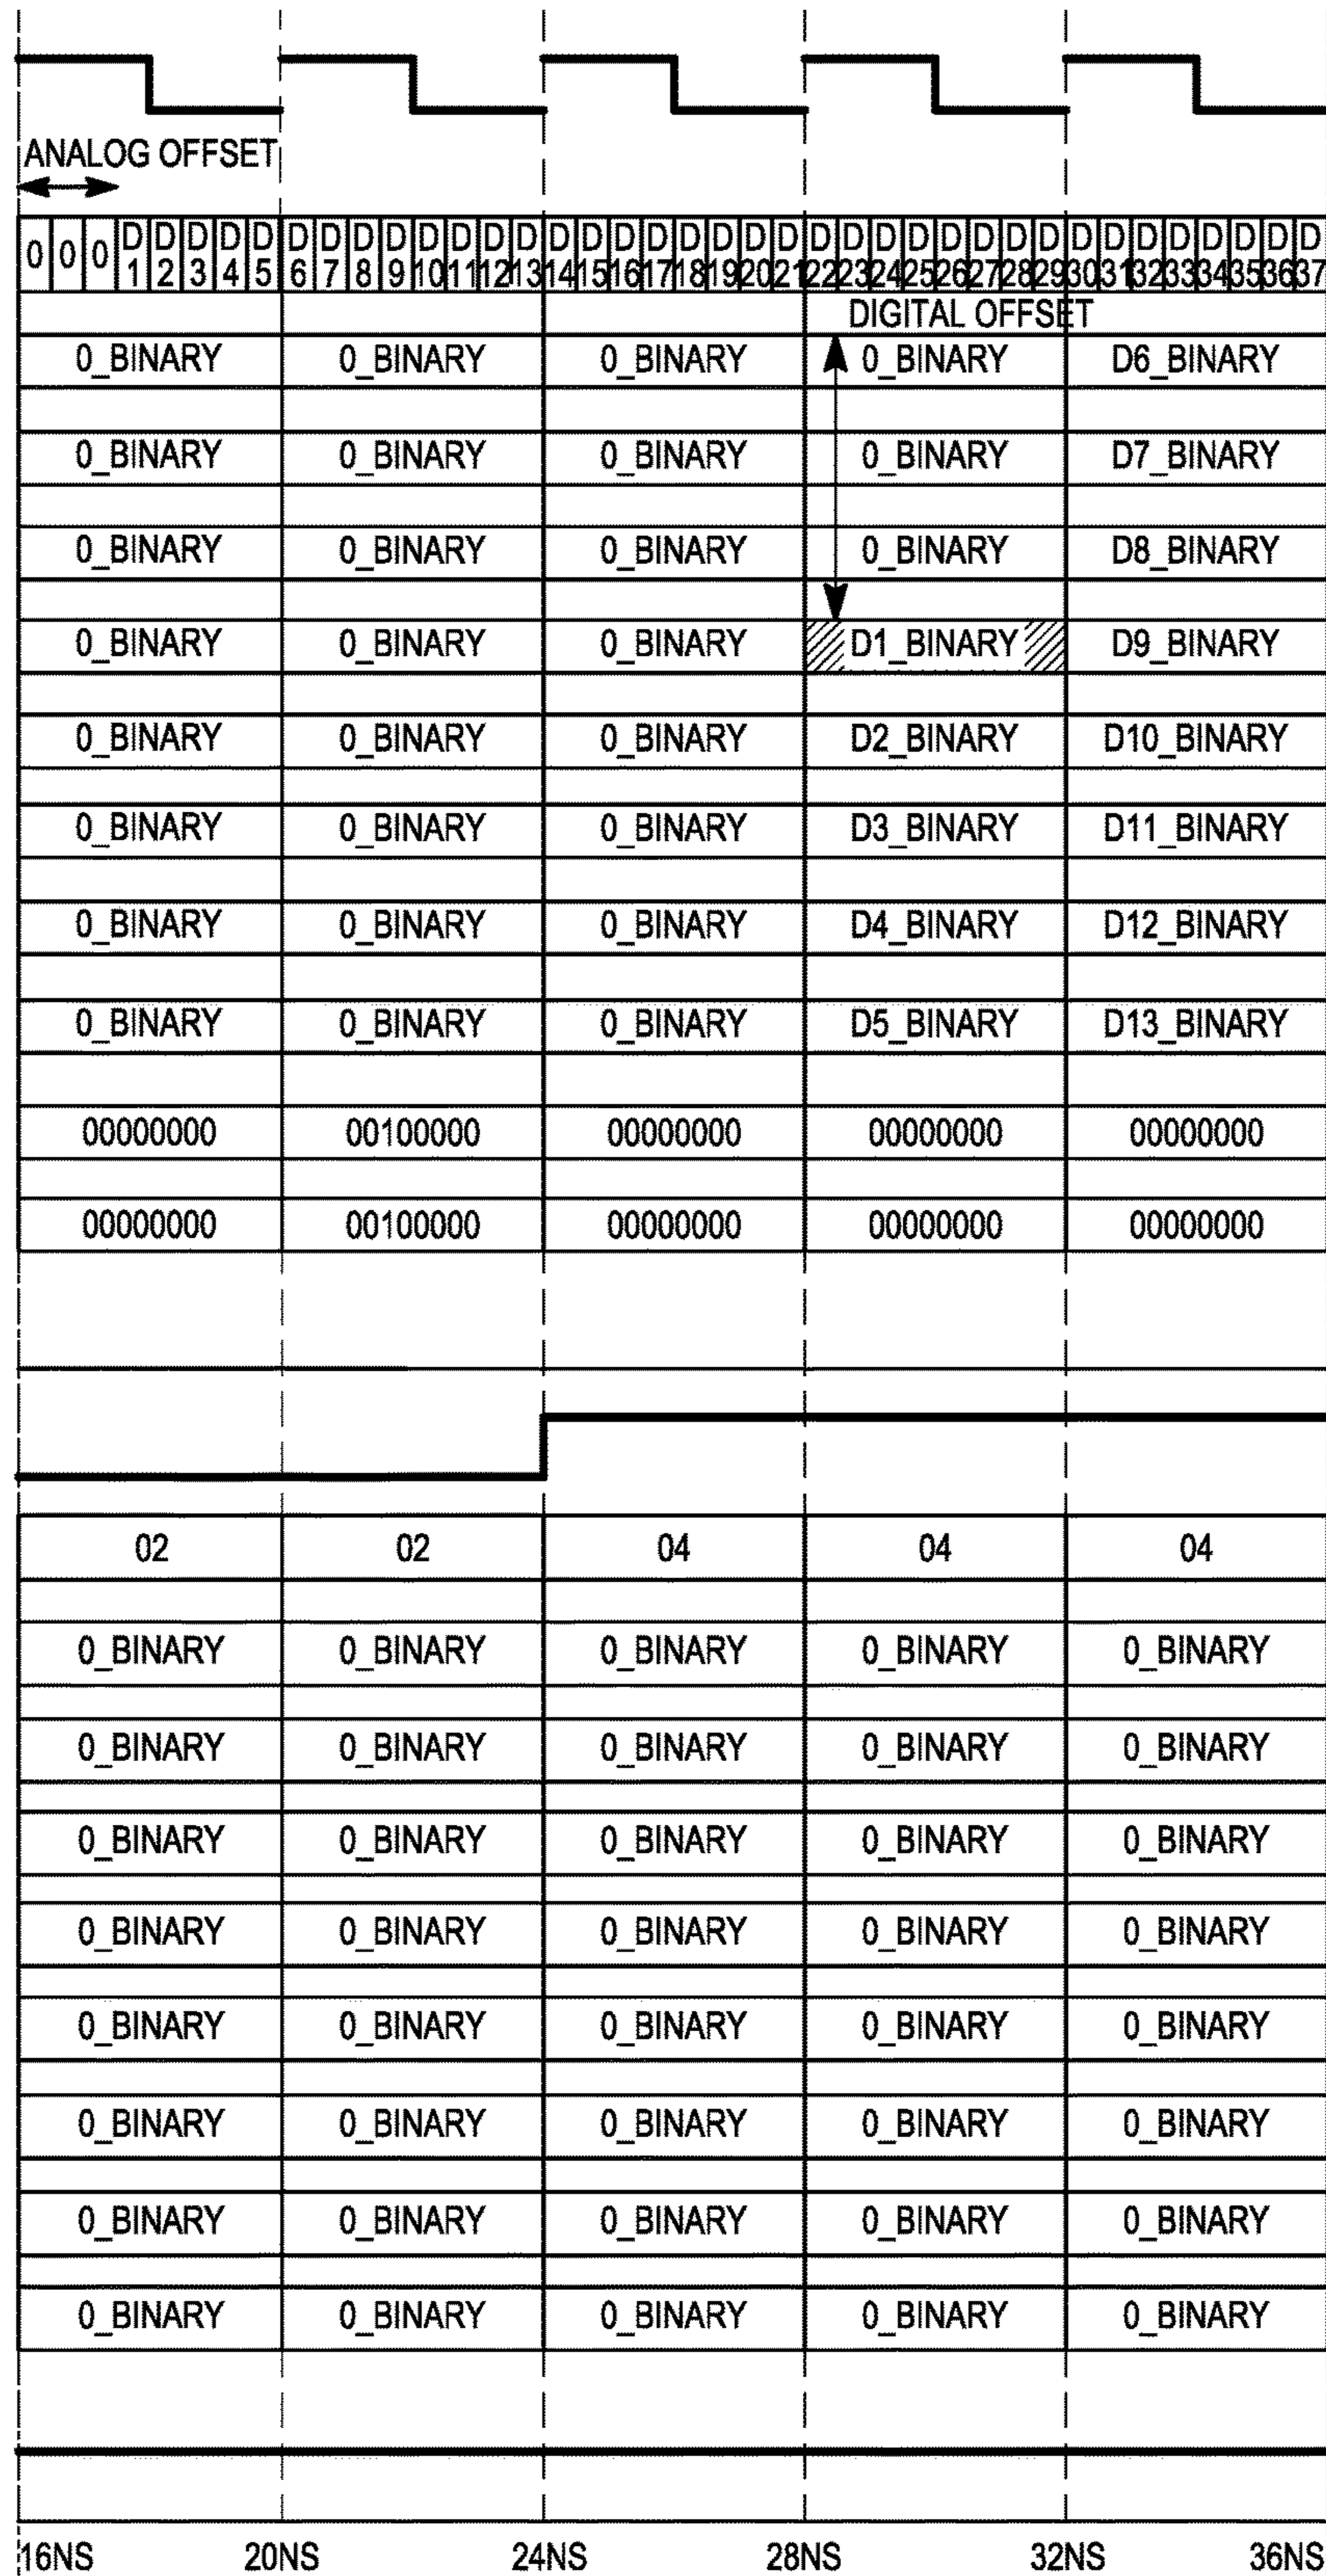 ANALOG OFFSET
0 0 0 D1 D2 D3 D4 D5 D6 D7 D8 D9 D10 D11 D12 D13 D14 D15 D16 D17 D18 D19 D20 D21 D22 D23 D24 D25 D26 D27 D28 D29 D30 D31 D32 D33 D34 D35 D36 D37
DIGITAL OFFSET
0_BINARY 0_BINARY 0_BINARY 0_BINARY D6_BINARY
0_BINARY 0_BINARY 0_BINARY 0_BINARY D7_BINARY
0_BINARY 0_BINARY 0_BINARY 0_BINARY D8_BINARY
0_BINARY 0_BINARY 0_BINARY D1_BINARY D9_BINARY
0_BINARY 0_BINARY 0_BINARY D2_BINARY D10_BINARY
0_BINARY 0_BINARY 0_BINARY D3_BINARY D11_BINARY
0_BINARY 0_BINARY 0_BINARY D4_BINARY D12_BINARY
0_BINARY 0_BINARY 0_BINARY D5_BINARY D13_BINARY
00000000 00100000 00000000 00000000 00000000
00000000 00100000 00000000 00000000 00000000
02 02 04 04 04
0_BINARY 0_BINARY 0_BINARY 0_BINARY 0_BINARY
0_BINARY 0_BINARY 0_BINARY 0_BINARY 0_BINARY
0_BINARY 0_BINARY 0_BINARY 0_BINARY 0_BINARY
0_BINARY 0_BINARY 0_BINARY 0_BINARY 0_BINARY
0_BINARY 0_BINARY 0_BINARY 0_BINARY 0_BINARY
0_BINARY 0_BINARY 0_BINARY 0_BINARY 0_BINARY
0_BINARY 0_BINARY 0_BINARY 0_BINARY 0_BINARY
0_BINARY 0_BINARY 0_BINARY 0_BINARY 0_BINARY
16NS 20NS 24NS 28NS 32NS 36NS